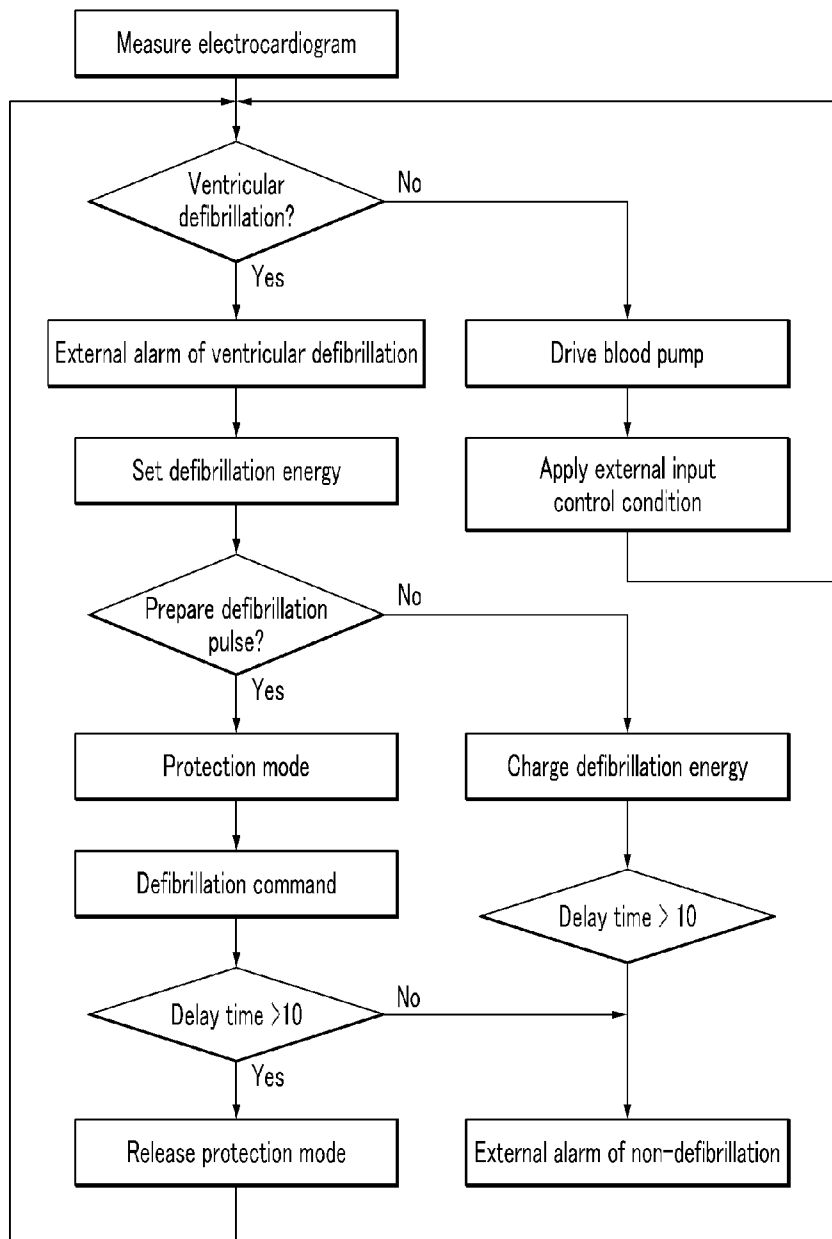 Measure electrocardiogram
Ventricular
defibrillation?
No
Yes
External alarm of ventricular defibrillation
Drive blood pump
Set defibrillation energy
Apply external input
control condition
Prepare defibrillation
pulse?
No
Yes
Protection mode
Charge defibrillation energy
Defibrillation command
Delay time > 10
Delay time >10
No
Yes
Release protection mode
External alarm of non-defibrillation